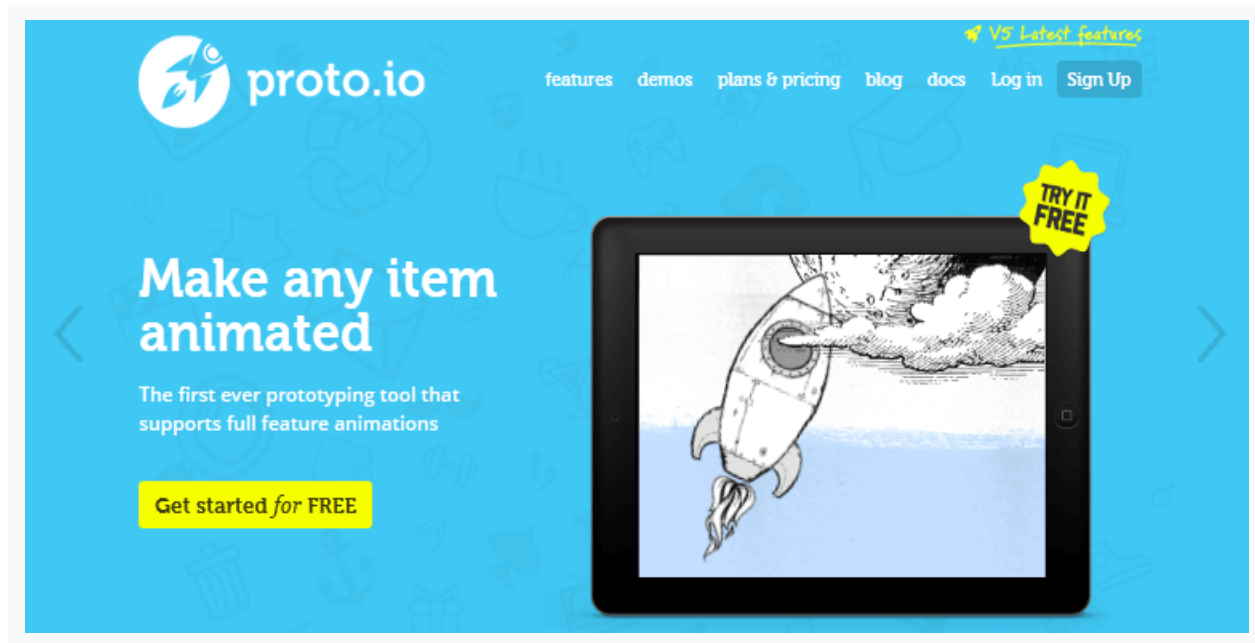 V5 Latest features
proto.io
features demos plans & pricing blog docs Log in Sign Up
TRY IT
FREE
Make any item
animated
The first ever prototyping tool that
supports full feature animations
Get started for FREE